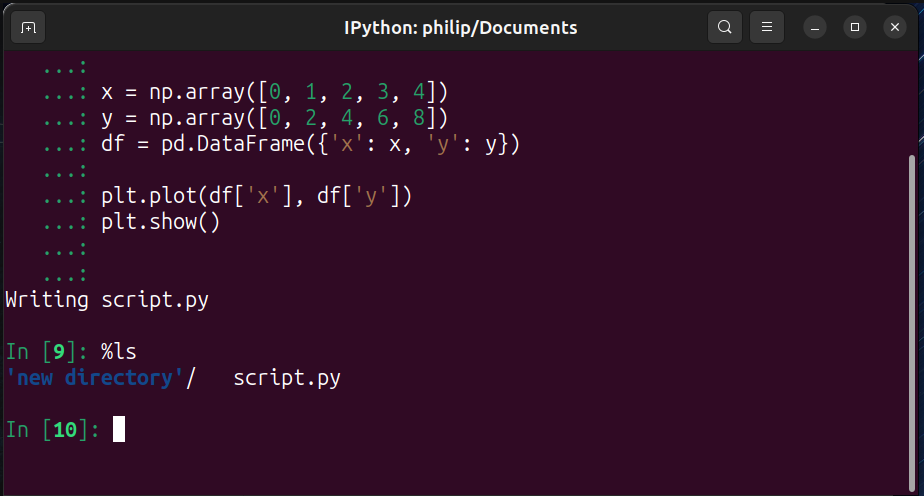 IPython: philip/Documents
...:
...: x = np.array([0, 1, 2, 3, 4])
...: y = np.array([0, 2, 4, 6, 8])
...: df = pd.DataFrame({'x': x, 'y': y})
...:
...: plt.plot(df['x'], df['y'])
...: plt.show()
...:
...:
Writing script.py
In [9]: %ls
'new directory'/   script.py
In [10]: